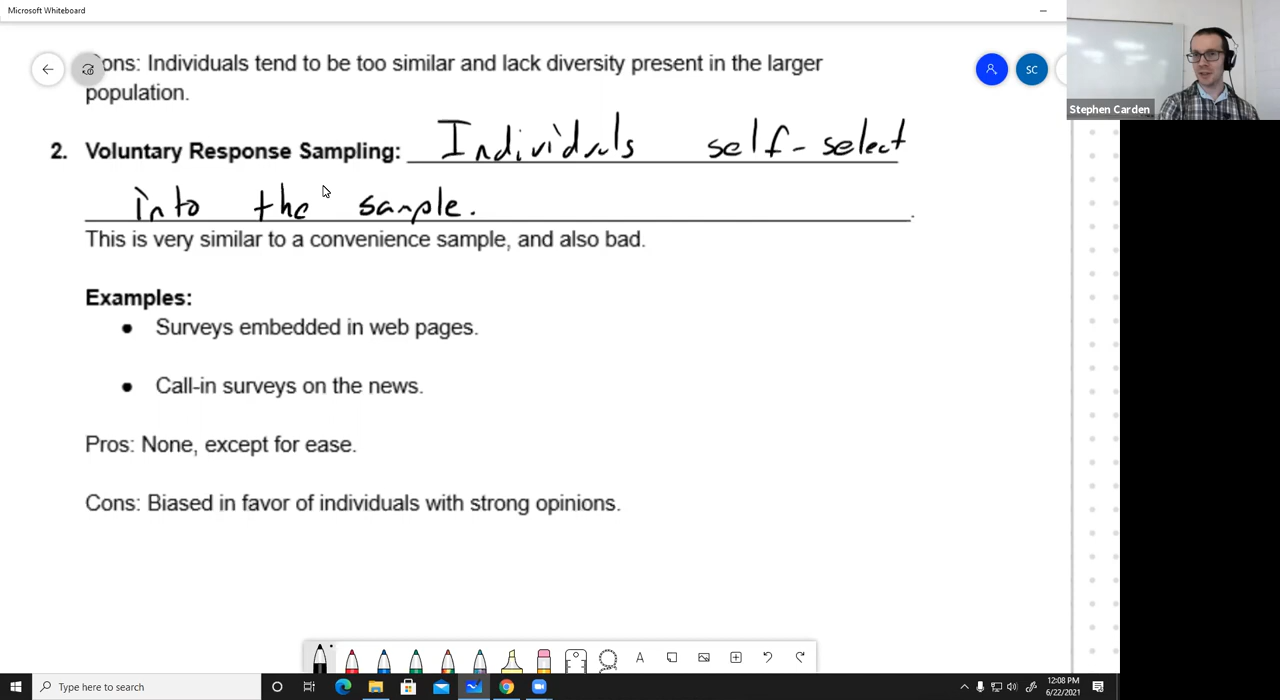 Microsoft Whiteboard
ons: Individuals tend to be too similar and lack diversity present in the larger
population.
SC
Stephen Carden
2. Voluntary Response Sampling: Individuals self-select
into the sample.
This is very similar to a convenience sample, and also bad.
Examples:
• Surveys embedded in web pages.
• Call-in surveys on the news.
Pros: None, except for ease.
Cons: Biased in favor of individuals with strong opinions.
Type here to search
12:08 PM
6/22/2021